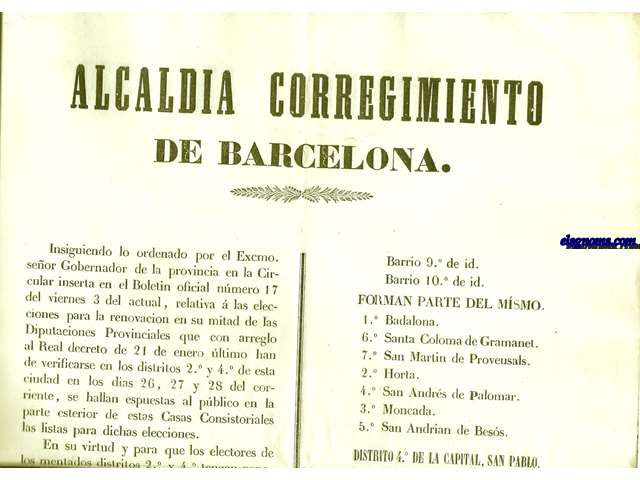 ALCALDIA CORREGIMIENTO
DE BARCELONA.
Insiguiendo lo ordenado por el Excmo.
señor Gobernador de la provincia en la Cir-
cular inserta en el Boletin oficial número 17
del viernes 3 del actual, relativa á las elec-
ciones para la renovacion en su mitad de las
Diputaciones Provinciales que con arreglo
al Real decreto de 21 de enero último han
de verificarse en los distritos 2.º y 4.º de esta
ciudad en los dias 26, 27 y 28 del cor-
riente, se hallan espuestas al público en la
parte esterior de estas Casas Consistoriales
las listas para dichas elecciones.
En su virtud y para que los electores de
los mentados distritos 2.º y 4.º
Barrio 9.º de id.
Barrio 10.º de id.
FORMAN PARTE DEL MÍSMO.
1.º Badalona.
6.º Santa Coloma de Gramanet.
7.º San Martin de Proveusals.
2.º Horta.
4.º San Andrés de Palomar.
3.º Moncada.
5.º San Andrian de Besós.
DISTRITO 4.º DE LA CAPITAL, SAN PABLO.
elsgnoms.com